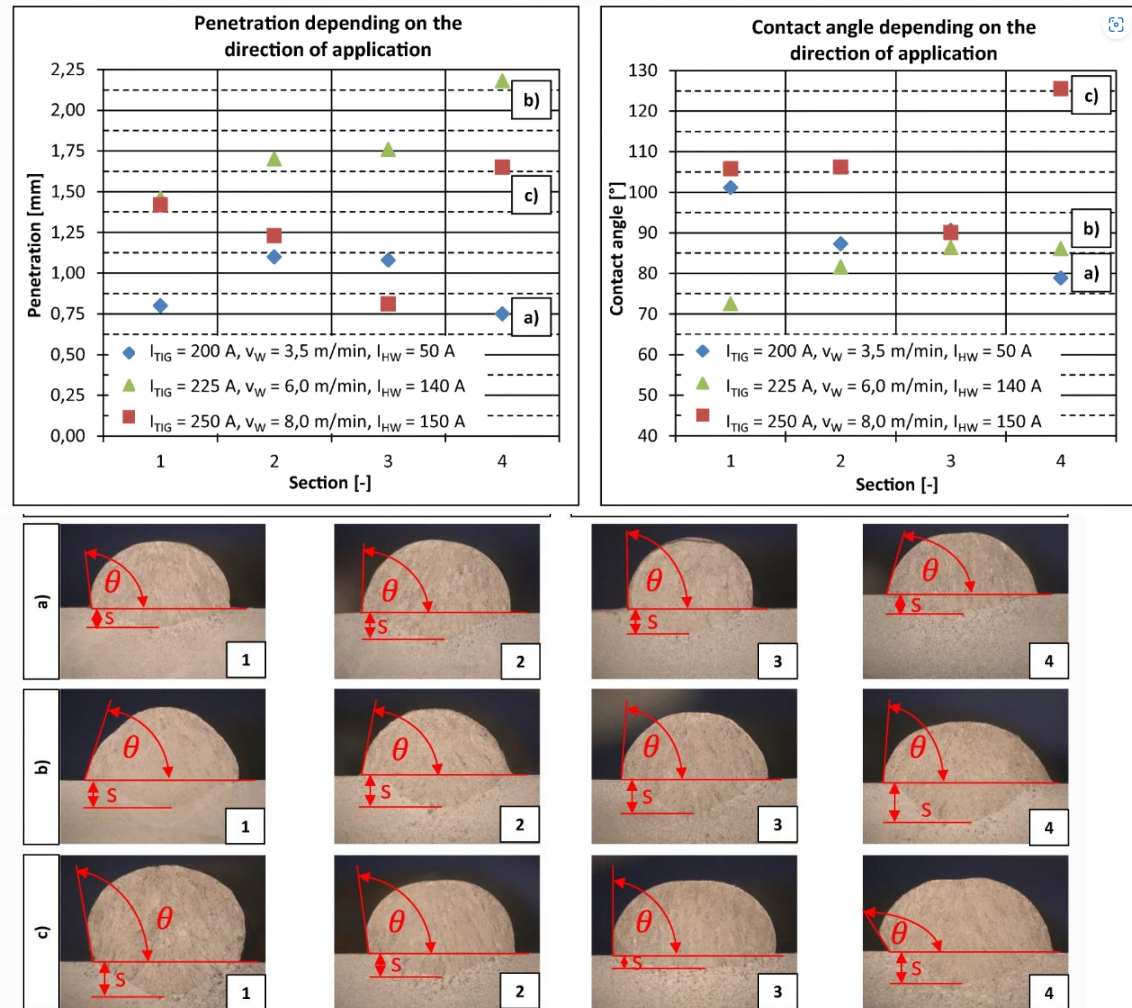 Penetration depending on the
direction of application
2,25
2,00
1,75
1,50
1,25
1,00
0,75
0,50
0,25
0,00
Penetration [mm]
b)
c)
a)
I_TIG = 200 A, v_W = 3,5 m/min, I_HW = 50 A
I_TIG = 225 A, v_W = 6,0 m/min, I_HW = 140 A
I_TIG = 250 A, v_W = 8,0 m/min, I_HW = 150 A
1 2 3 4
Section [-]
Contact angle depending on the
direction of application
130
120
110
100
90
80
70
60
50
40
Contact angle [°]
c)
b)
a)
I_TIG = 200 A, v_W = 3,5 m/min, I_HW = 50 A
I_TIG = 225 A, v_W = 6,0 m/min, I_HW = 140 A
I_TIG = 250 A, v_W = 8,0 m/min, I_HW = 150 A
1 2 3 4
Section [-]
a)
θ S 1
θ S 2
θ S 3
θ S 4
b)
θ S 1
θ S 2
θ S 3
θ S 4
c)
θ S 1
θ S 2
θ S 3
θ S 4